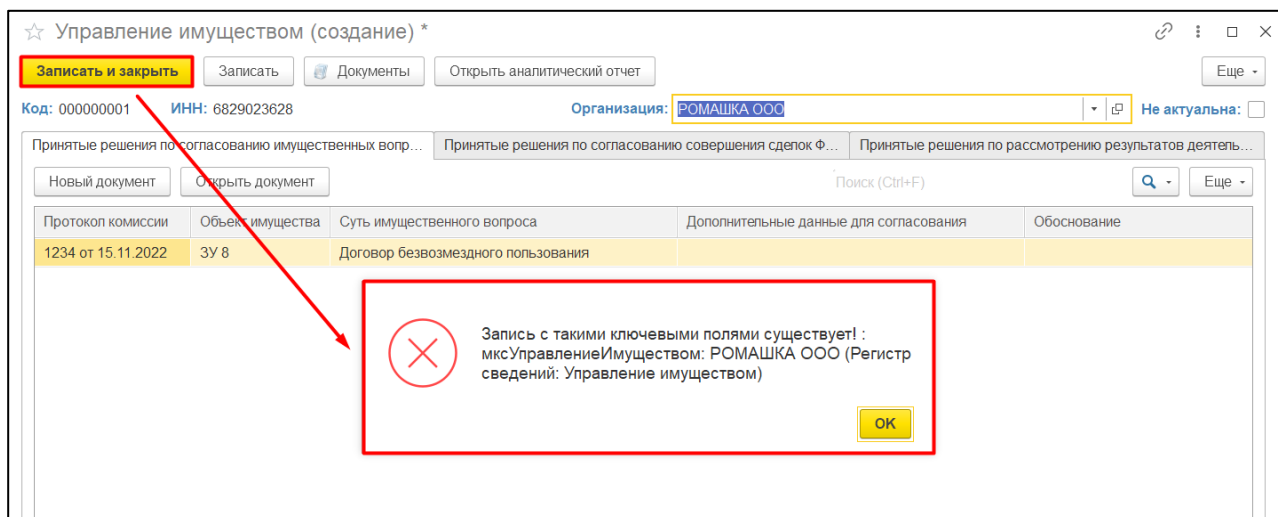 Управление имуществом (создание) *
Записать и закрыть Записать Документы Открыть аналитический отчет Еще
Код: 000000001 ИНН: 6829023628 Организация: РОМАШКА ООО Не актуальна:
Принятые решения по согласованию имущественных вопр... Принятые решения по согласованию совершения сделок Ф... Принятые решения по рассмотрению результатов деятель...
Новый документ Открыть документ Поиск (Ctrl+F) Еще
Протокол комиссии Объект имущества Суть имущественного вопроса Дополнительные данные для согласования Обоснование
1234 от 15.11.2022 ЗУ 8 Договор безвозмездного пользования
Запись с такими ключевыми полями существует! :
мксУправлениеИмуществом: РОМАШКА ООО (Регистр
сведений: Управление имуществом)
ОК